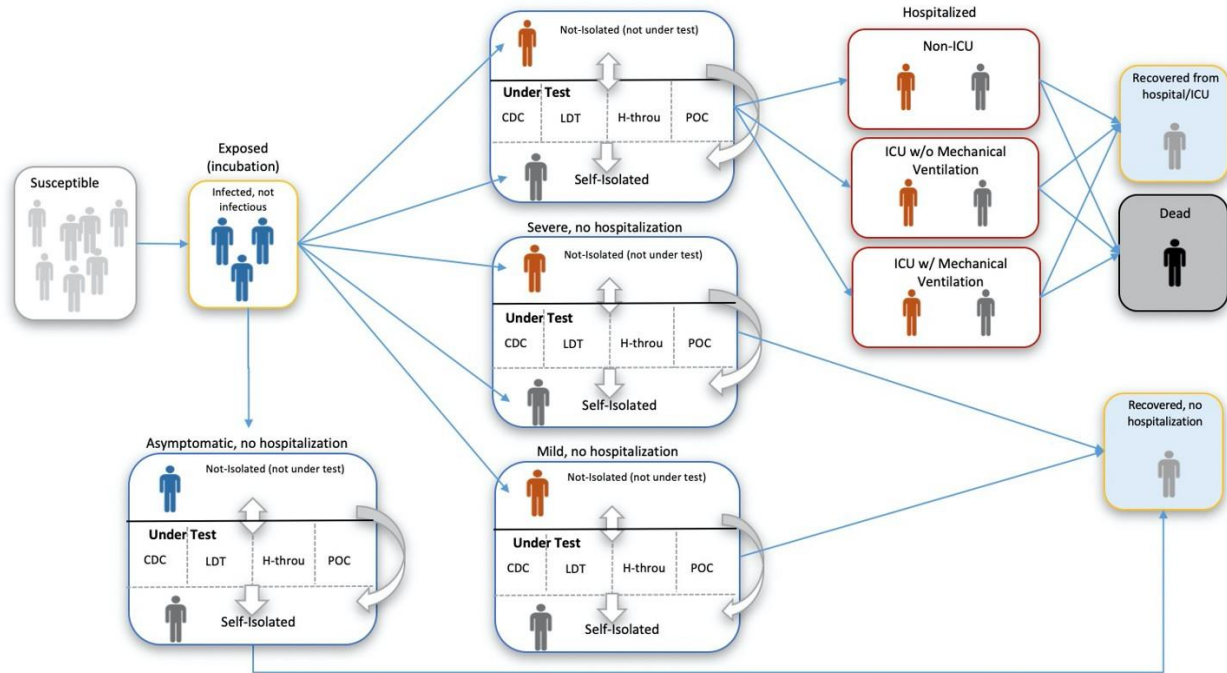 Susceptible
Exposed
(incubation)
Infected, not
infectious
Not-Isolated (not under test)
Under Test
CDC
LDT
H-throu
POC
Self-Isolated
Severe, no hospitalization
Not-Isolated (not under test)
Under Test
CDC
LDT
H-throu
POC
Self-Isolated
Asymptomatic, no hospitalization
Not-Isolated (not under test)
Under Test
CDC
LDT
H-throu
POC
Self-Isolated
Mild, no hospitalization
Not-Isolated (not under test)
Under Test
CDC
LDT
H-throu
POC
Self-Isolated
Hospitalized
Non-ICU
ICU w/o Mechanical
Ventilation
ICU w/ Mechanical
Ventilation
Recovered from
hospital/ICU
Dead
Recovered, no
hospitalization